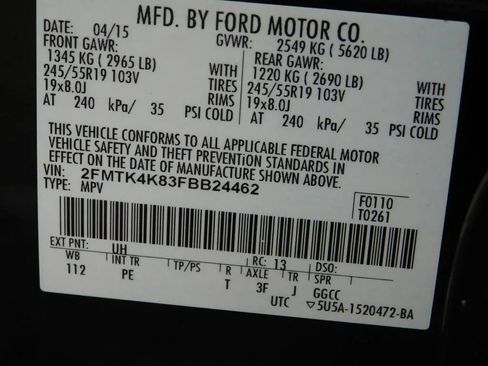 MFD. BY FORD MOTOR CO.
DATE: 04/15 GVWR: 2549 KG ( 5620 LB)
FRONT GAWR: REAR GAWR:
1345 KG ( 2965 LB) WITH 1220 KG ( 2690 LB) WITH
245/55R19 103V TIRES 245/55R19 103V TIRES
19x8.0J RIMS 19x8.0J RIMS
AT 240 kPa/ 35 PSI COLD AT 240 kPa/ 35 PSI COLD
THIS VEHICLE CONFORMS TO ALL APPLICABLE FEDERAL MOTOR
VEHICLE SAFETY AND THEFT PREVENTION STANDARDS IN
EFFECT ON THE DATE OF MANUFACTURE SHOWN ABOVE.
VIN: 2FMTK4K83FBB24462
TYPE: MPV
F0110
T0261
EXT PNT: UH RC: 13 DSO:
WB INT TR TP/PS R AXLE TR SPR
112 PE T 3F J GGCC
UTC ▽5U5A-1520472-BA